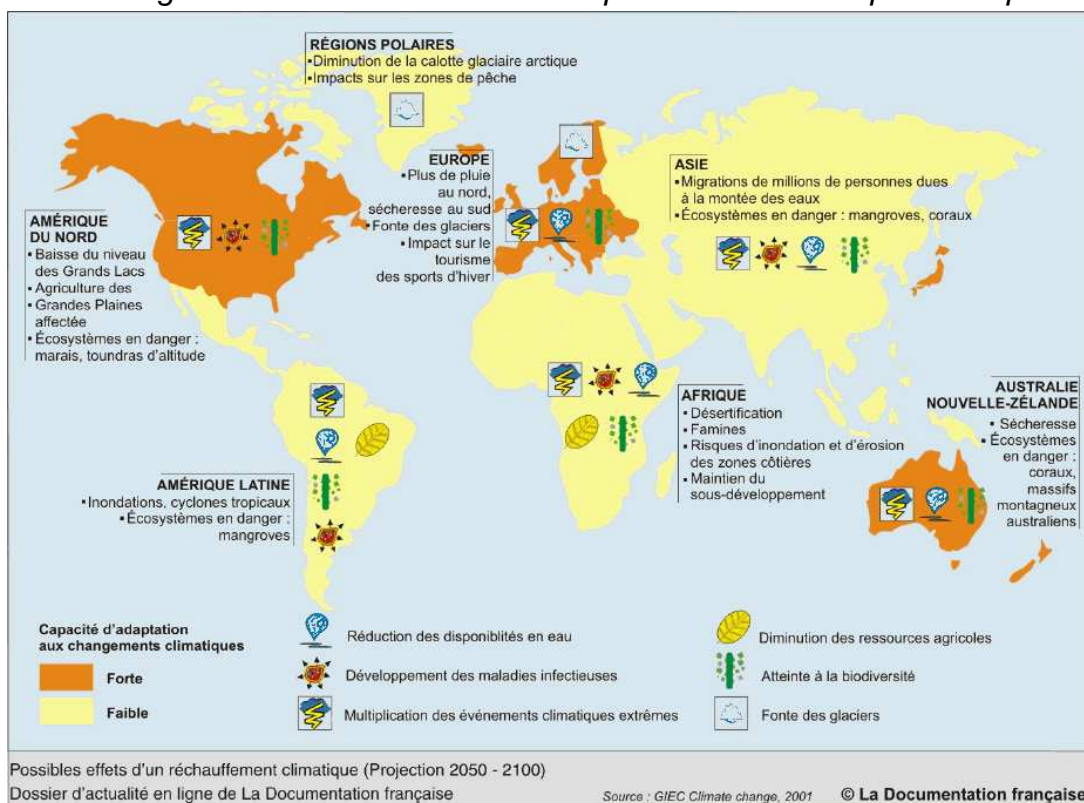 RÉGIONS POLAIRES
▪Diminution de la calotte glaciaire arctique
▪Impacts sur les zones de pêche
EUROPE
▪Plus de pluie
au nord,
sécheresse au sud
▪Fonte des glaciers
▪Impact sur le
tourisme
des sports d'hiver
ASIE
▪Migrations de millions de personnes dues
à la montée des eaux
▪Écosystèmes en danger : mangroves, coraux
AMÉRIQUE
DU NORD
▪Baisse du niveau
des Grands Lacs
▪Agriculture des
▪Grandes Plaines
affectée
▪Écosystèmes en danger :
marais, toundras d'altitude
AFRIQUE
▪Désertification
▪Famines
▪Risques d'inondation et d'érosion
des zones côtières
▪Maintien du
sous-développement
AUSTRALIE
NOUVELLE-ZÉLANDE
▪Sécheresse
▪Écosystèmes
en danger :
coraux,
massifs
montagneux
australiens
AMÉRIQUE LATINE
▪Inondations, cyclones tropicaux
▪Écosystèmes en danger :
mangroves
Capacité d'adaptation
aux changements climatiques
Forte
Faible
Réduction des disponiblités en eau
Développement des maladies infectieuses
Multiplication des événements climatiques extrêmes
Diminution des ressources agricoles
Atteinte à la biodiversité
Fonte des glaciers
Possibles effets d'un réchauffement climatique (Projection 2050 - 2100)
Dossier d'actualité en ligne de La Documentation française
Source : GIEC Climate change, 2001
© La Documentation française